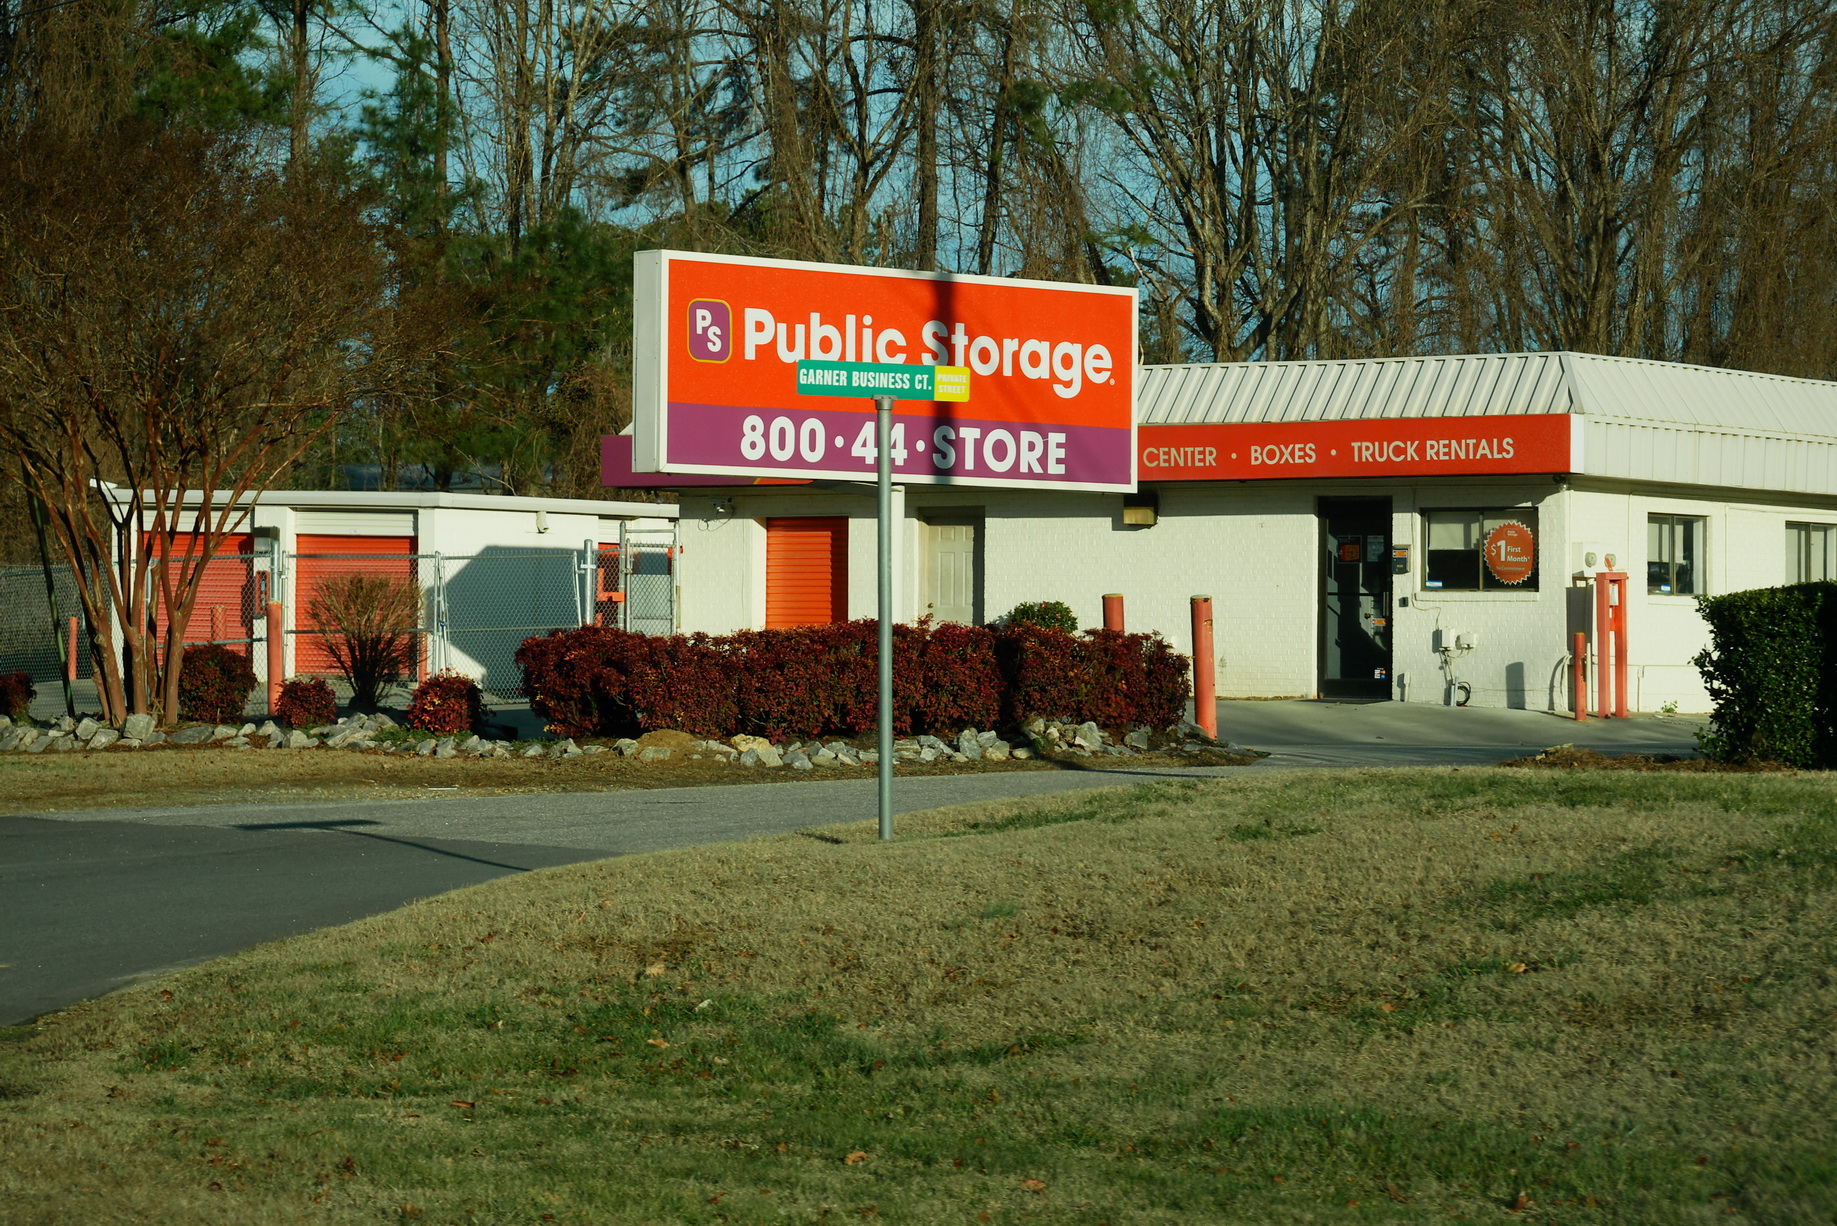 PS Public Storage®
GARNER BUSINESS CT. PRIVATE STREET
800·44·STORE
CENTER · BOXES · TRUCK RENTALS
$1 First Month*